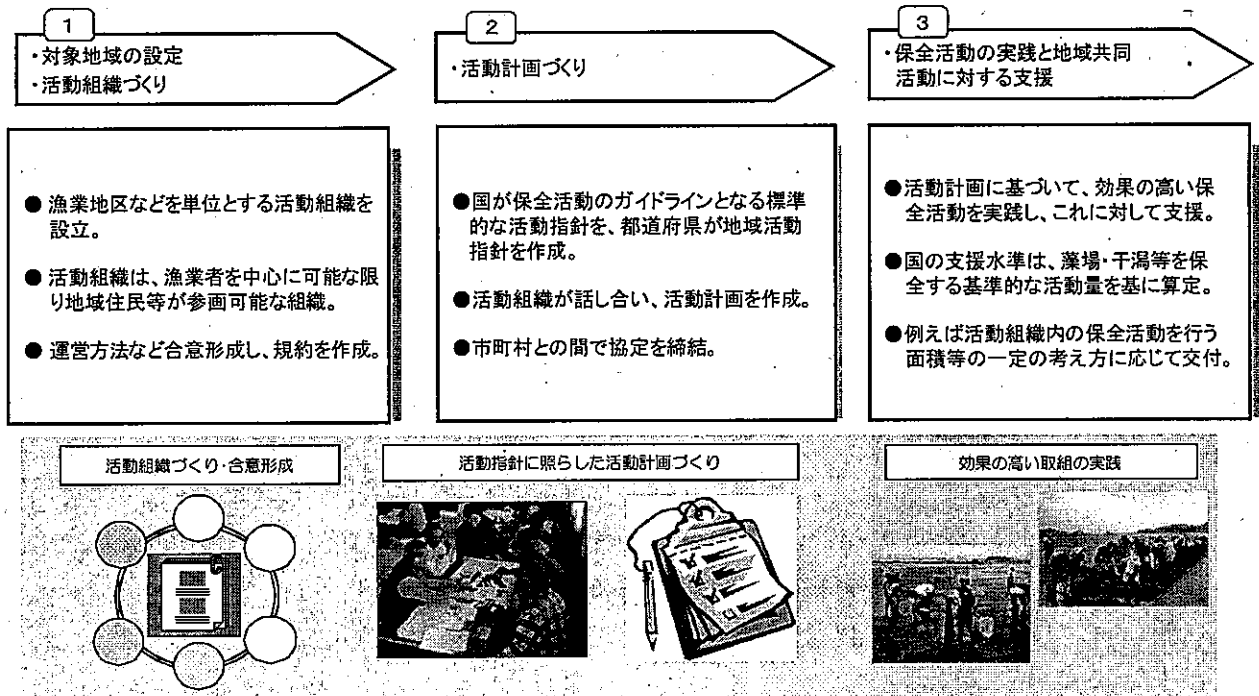 1
・対象地域の設定
・活動組織づくり
2
・活動計画づくり
3
・保全活動の実践と地域共同
活動に対する支援
● 漁業地区などを単位とする活動組織を
設立。
● 活動組織は、漁業者を中心に可能な限
り地域住民等が参画可能な組織。
● 運営方法など合意形成し、規約を作成。
●国が保全活動のガイドラインとなる標準
的な活動指針を、都道府県が地域活動
指針を作成。
●活動組織が話し合い、活動計画を作成。
●市町村との間で協定を締結。
●活動計画に基づいて、効果の高い保
全活動を実践し、これに対して支援。
●国の支援水準は、藻場・干潟等を保
全する基準的な活動量を基に算定。
●例えば活動組織内の保全活動を行う
面積等の一定の考え方に応じて交付。
活動組織づくり・合意形成
活動指針に照らした活動計画づくり
効果の高い取組の実践